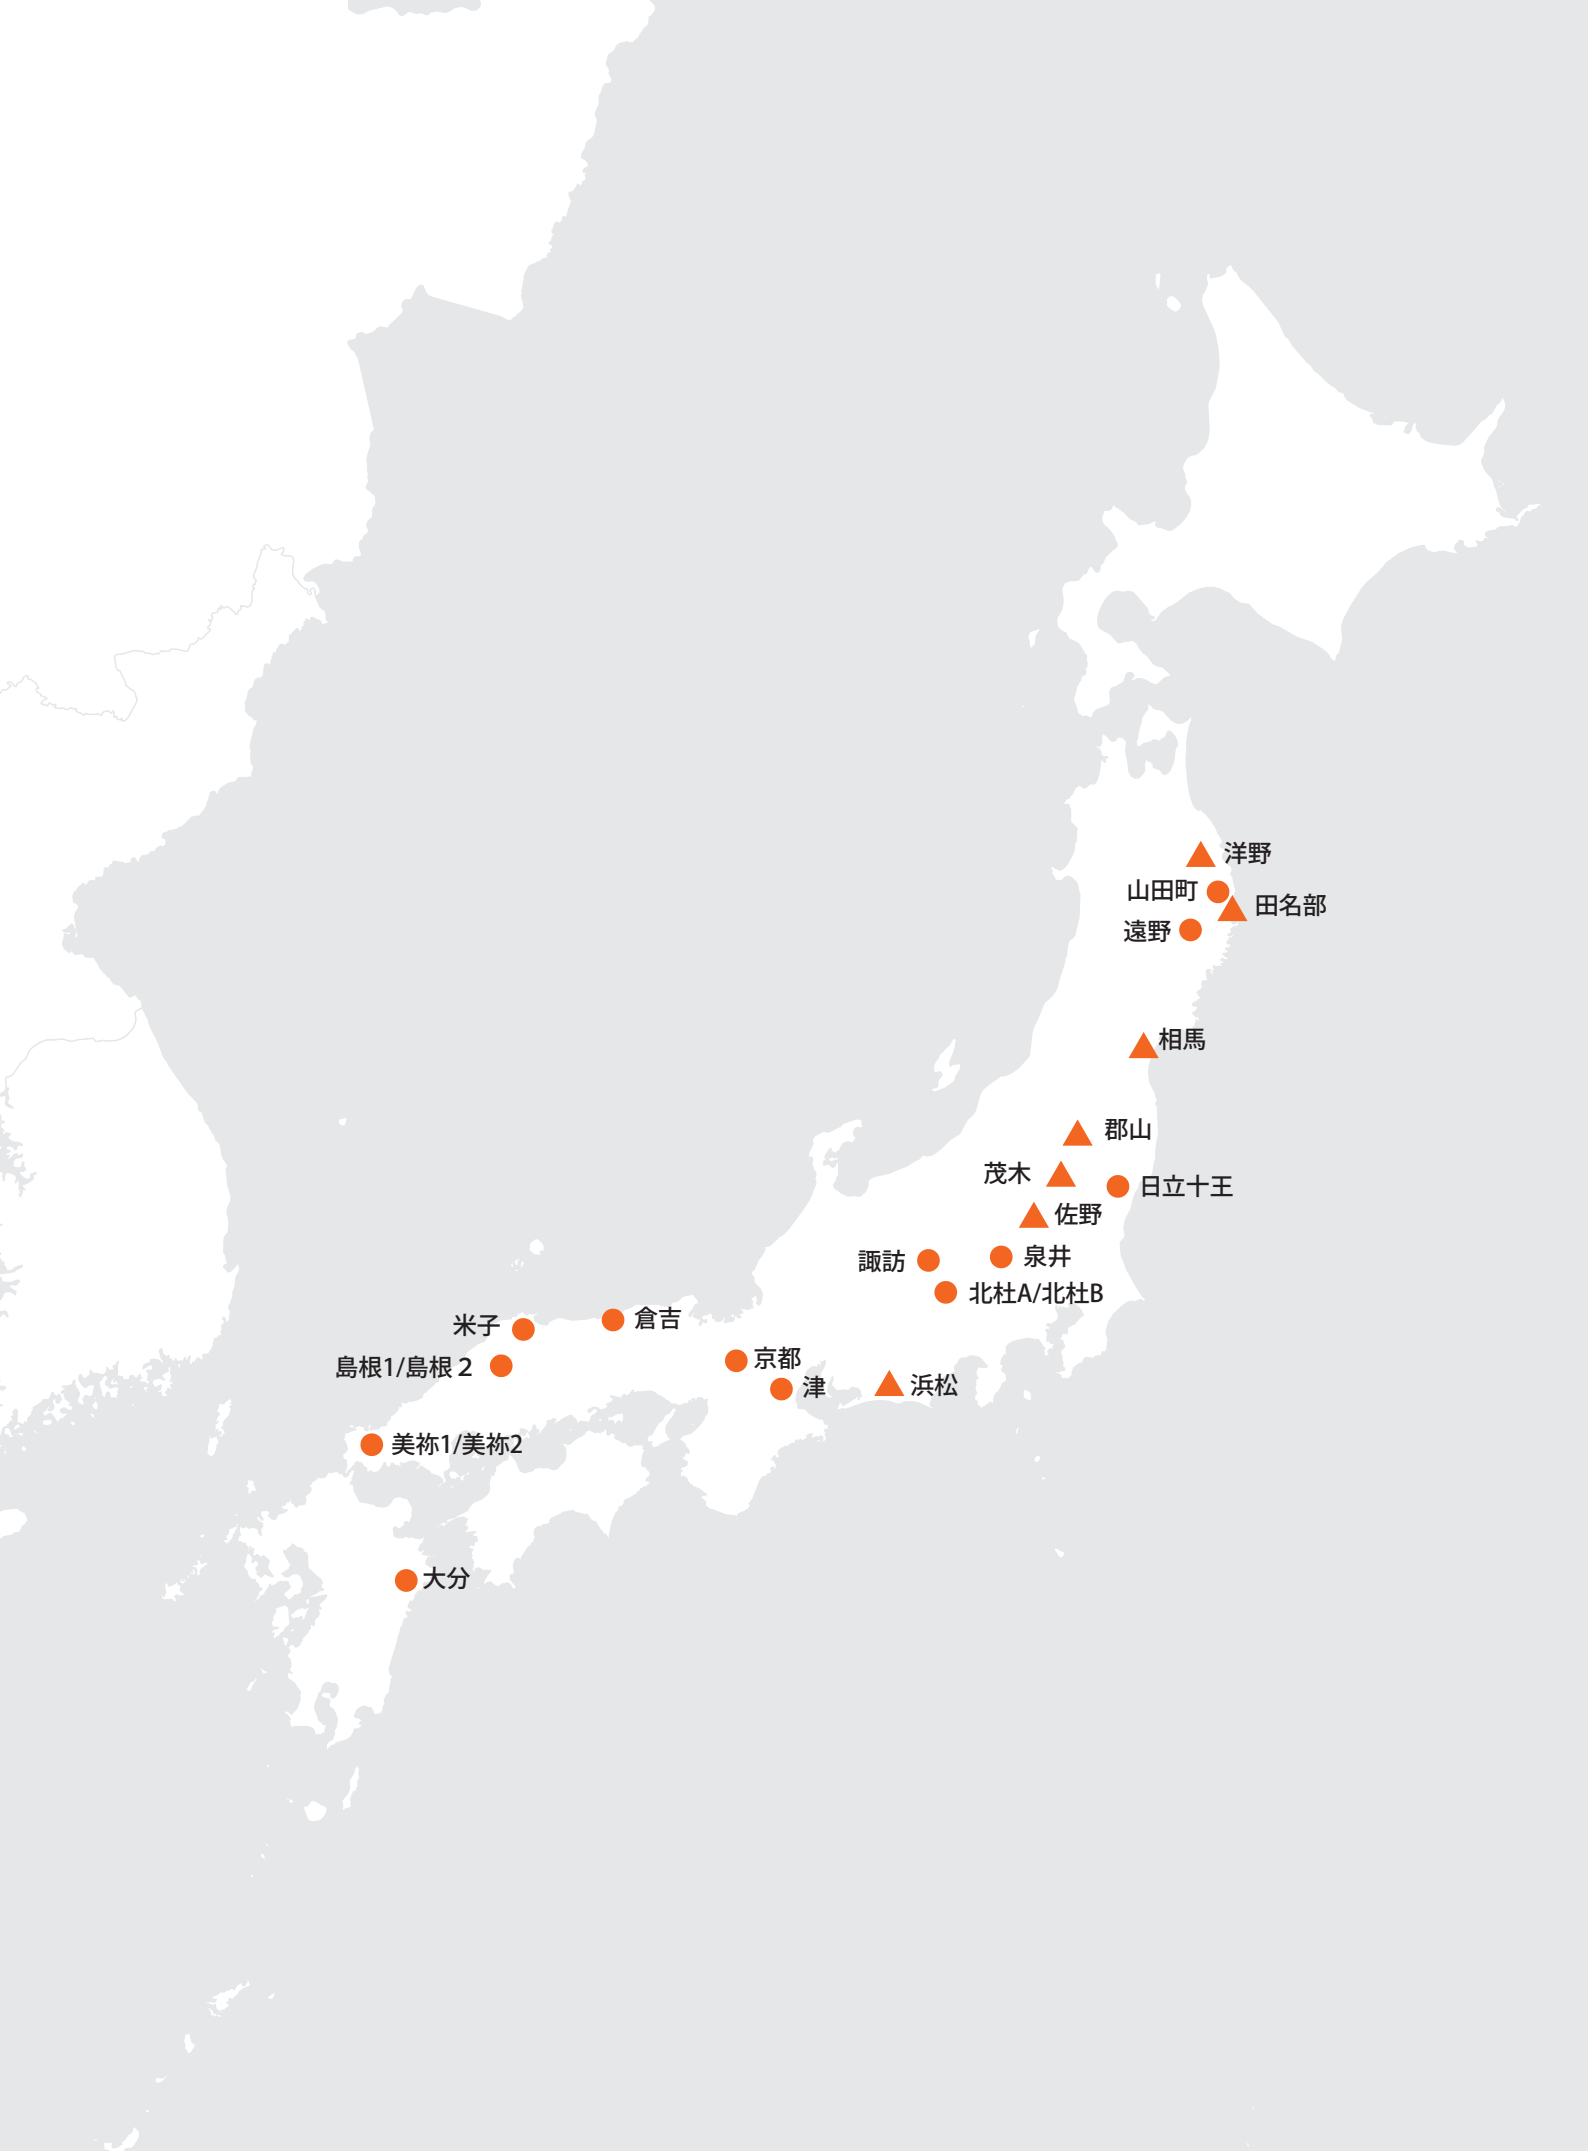 洋野
山田町
田名部
遠野
相馬
郡山
茂木
日立十王
佐野
諏訪
泉井
北杜A/北杜B
倉吉
米子
京都
島根1/島根２
津
浜松
美祢1/美祢2
大分